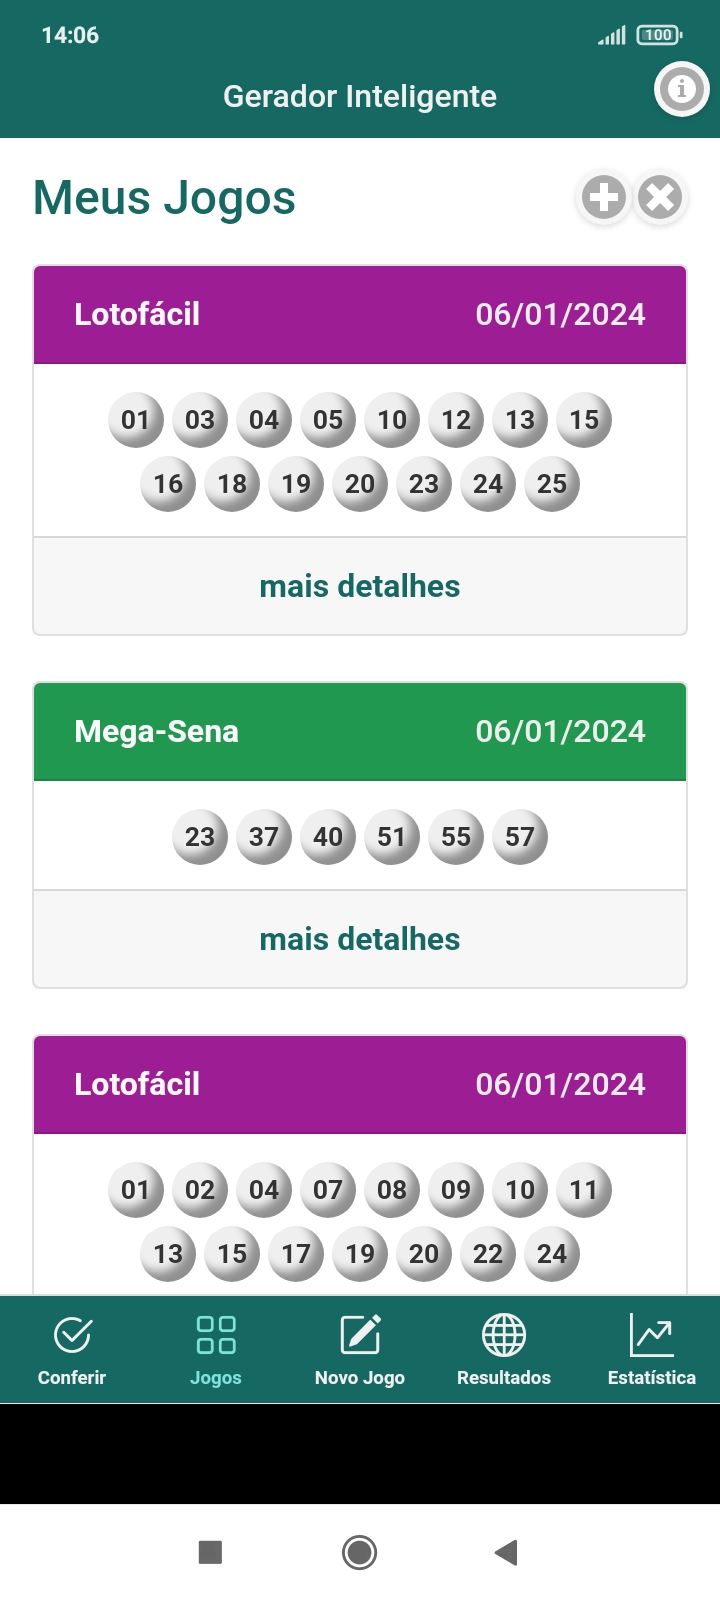 14:06
100
Gerador Inteligente
i
Meus Jogos
Lotofácil 06/01/2024
01 03 04 05 10 12 13 15
16 18 19 20 23 24 25
mais detalhes
Mega-Sena 06/01/2024
23 37 40 51 55 57
mais detalhes
Lotofácil 06/01/2024
01 02 04 07 08 09 10 11
13 15 17 19 20 22 24
Conferir Jogos Novo Jogo Resultados Estatística